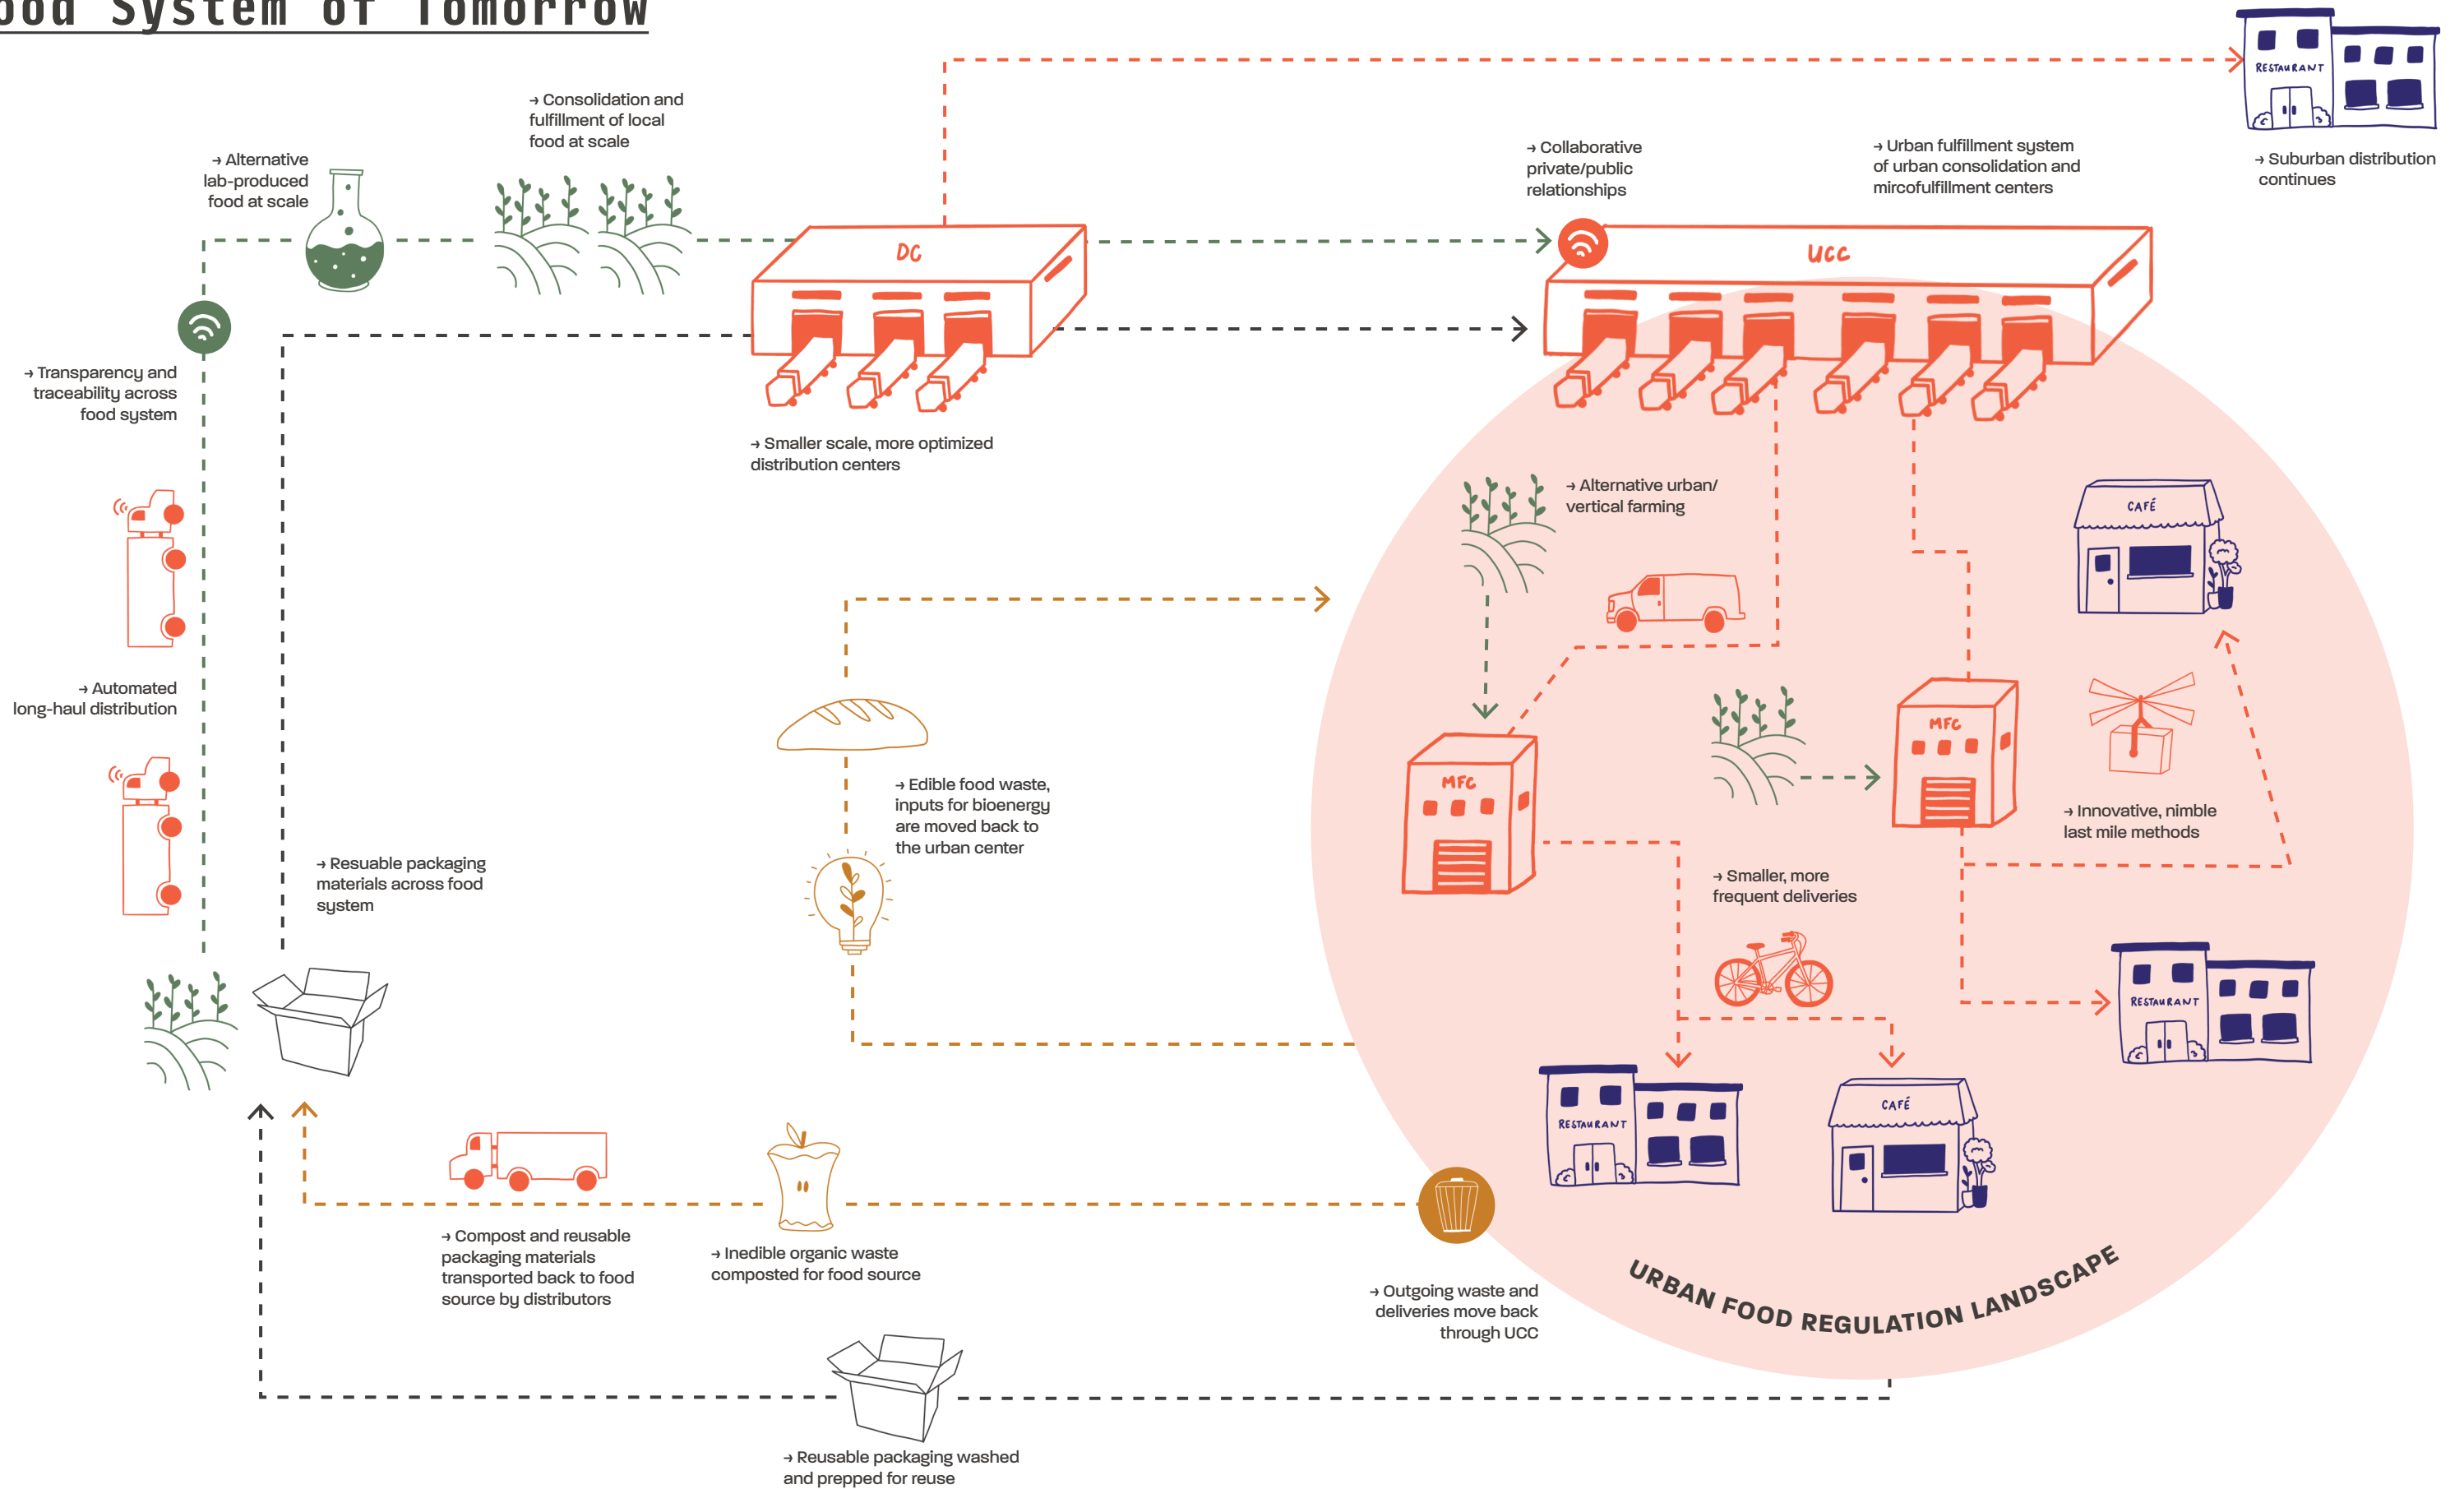 ood System of Tomorrow
RESTAURANT
→ Suburban distribution
continues
→ Consolidation and
fulfillment of local
food at scale
→ Alternative
lab-produced
food at scale
→ Collaborative
private/public
relationships
→ Urban fulfillment system
of urban consolidation and
mircofulfillment centers
DC
UCC
→ Transparency and
traceability across
food system
→ Smaller scale, more optimized
distribution centers
→ Alternative urban/
vertical farming
CAFÉ
→ Automated
long-haul distribution
MFC
MFC
→ Edible food waste,
inputs for bioenergy
are moved back to
the urban center
→ Innovative, nimble
last mile methods
→ Resuable packaging
materials across food
system
→ Smaller, more
frequent deliveries
RESTAURANT
RESTAURANT
CAFÉ
→ Compost and reusable
packaging materials
transported back to food
source by distributors
→ Inedible organic waste
composted for food source
→ Outgoing waste and
deliveries move back
through UCC
URBAN FOOD REGULATION LANDSCAPE
→ Reusable packaging washed
and prepped for reuse